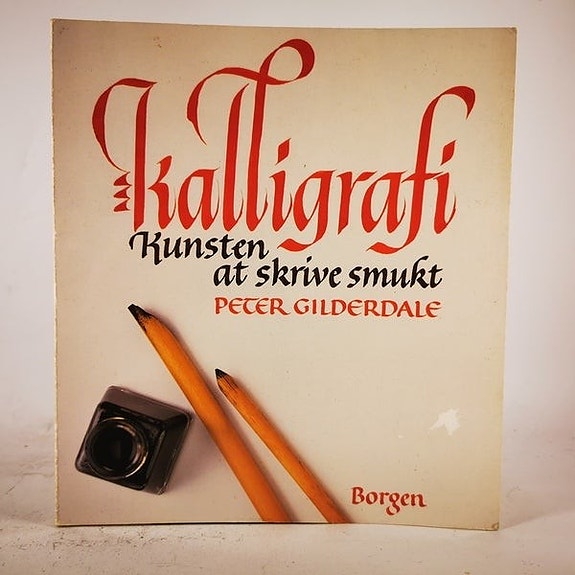 Kalligrafi
Kunsten
at skrive smukt
PETER GILDERDALE
Borgen